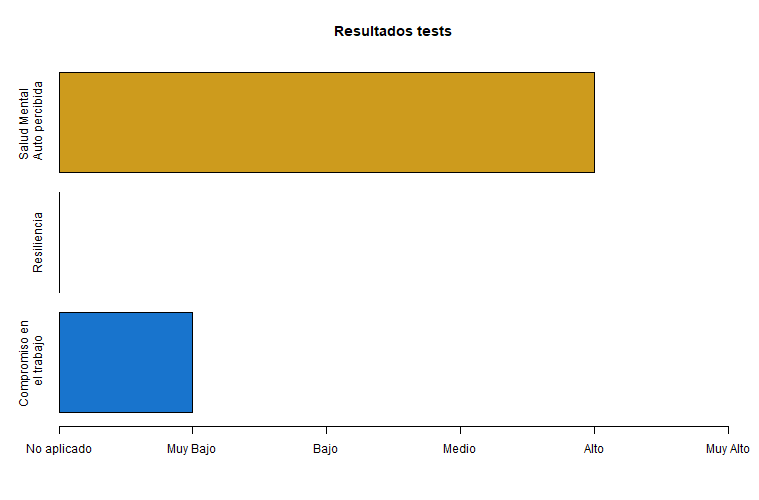 Resultados tests
Salud Mental
Auto percibida
Resiliencia
Compromiso en
el trabajo
No aplicado
Muy Bajo
Bajo
Medio
Alto
Muy Alto